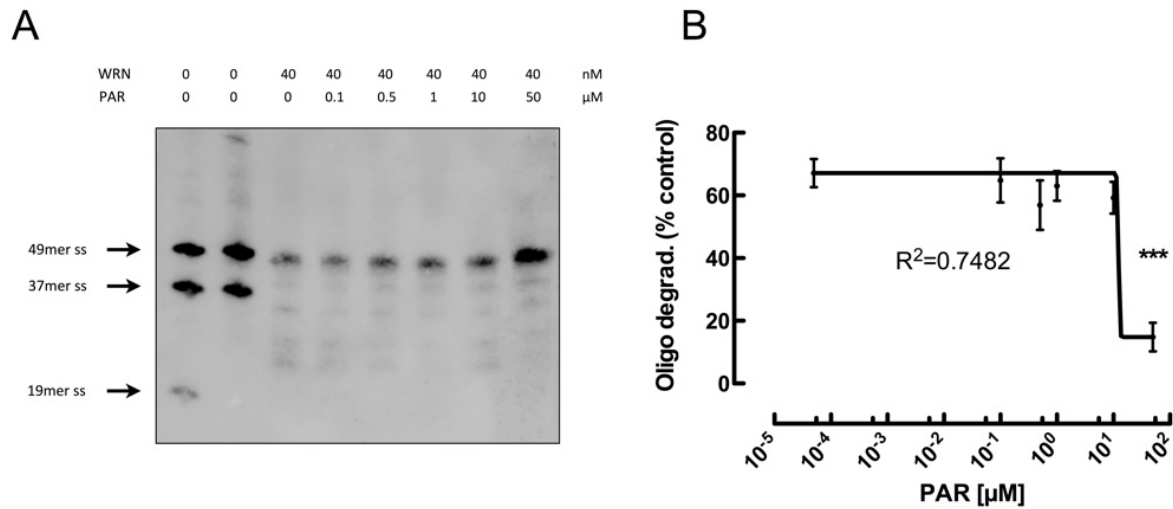 A
WRN 0 0 40 40 40 40 40 40 nM
PAR 0 0 0 0.1 0.5 1 10 50 µM
49mer ss
37mer ss
19mer ss
B
Oligo degrad. (% control)
80
60
40
20
0
R²=0.7482
***
10⁻⁵ 10⁻⁴ 10⁻³ 10⁻² 10⁻¹ 10⁰ 10¹ 10²
PAR [µM]